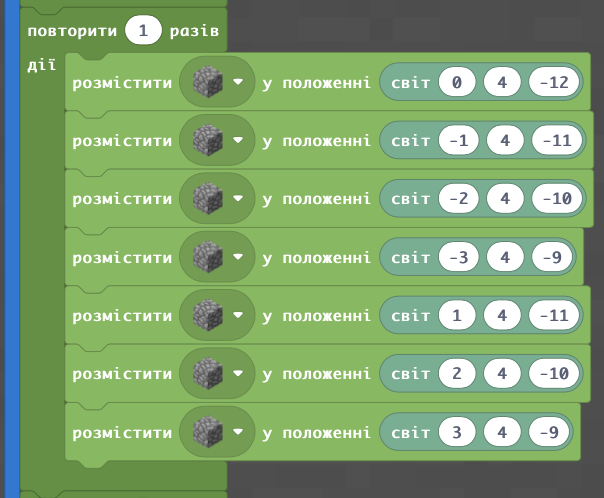 повторити 1 разів
дії
розмістити у положенні світ 0 4 -12
розмістити у положенні світ -1 4 -11
розмістити у положенні світ -2 4 -10
розмістити у положенні світ -3 4 -9
розмістити у положенні світ 1 4 -11
розмістити у положенні світ 2 4 -10
розмістити у положенні світ 3 4 -9